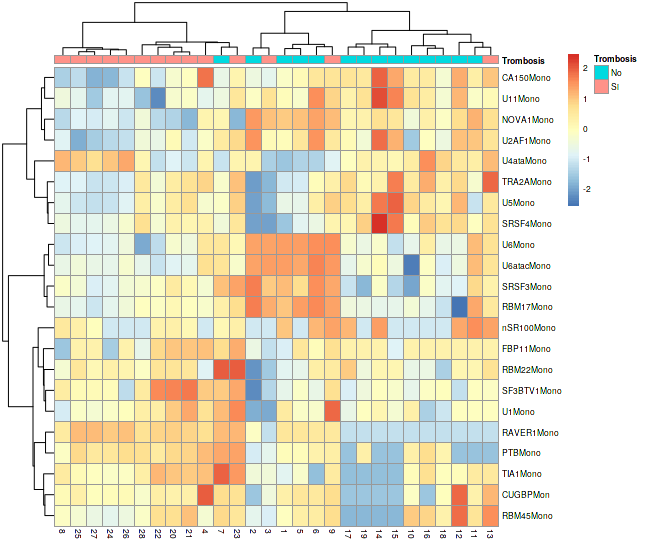 Trombosis
CA150Mono
U11Mono
NOVA1Mono
U2AF1Mono
U4ataMono
TRA2AMono
U5Mono
SRSF4Mono
U6Mono
U6atacMono
SRSF3Mono
RBM17Mono
nSR100Mono
FBP11Mono
RBM22Mono
SF3BTV1Mono
U1Mono
RAVER1Mono
PTBMono
TIA1Mono
CUGBPMon
RBM45Mono
8 25 27 24 26 28 22 20 21 4 7 23 2 3 1 5 6 9 17 19 14 15 10 16 18 12 11 13
2
1
0
-1
-2
Trombosis
No
SI